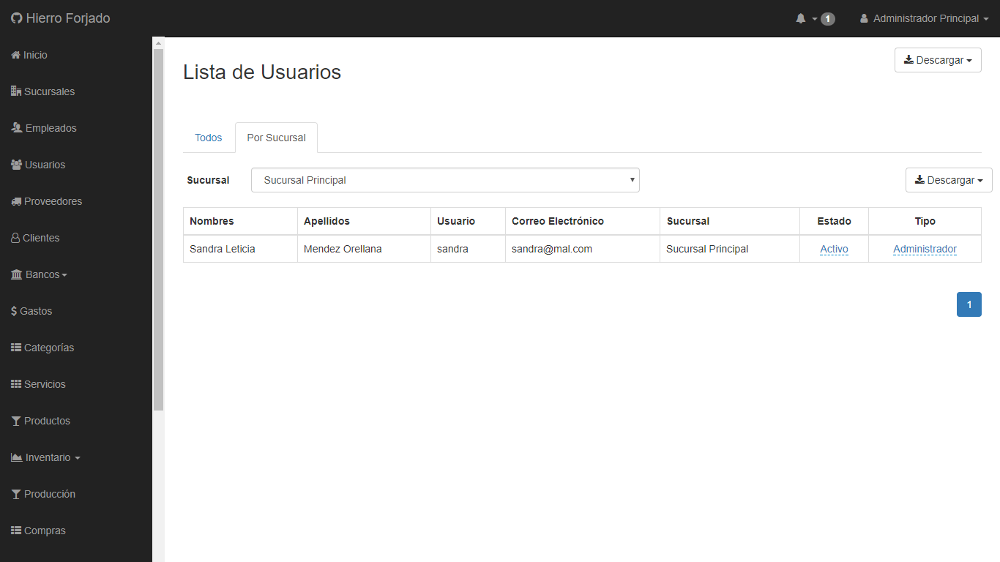 Hierro Forjado
1
Administrador Principal
Inicio
Sucursales
Empleados
Usuarios
Proveedores
Clientes
Bancos
$ Gastos
Categorías
Servicios
Productos
Inventario
Producción
Compras
Lista de Usuarios
Descargar
Todos
Por Sucursal
Sucursal
Sucursal Principal
Descargar
Nombres Apellidos Usuario Correo Electrónico Sucursal Estado Tipo
Sandra Leticia Mendez Orellana sandra sandra@mal.com Sucursal Principal Activo Administrador
1